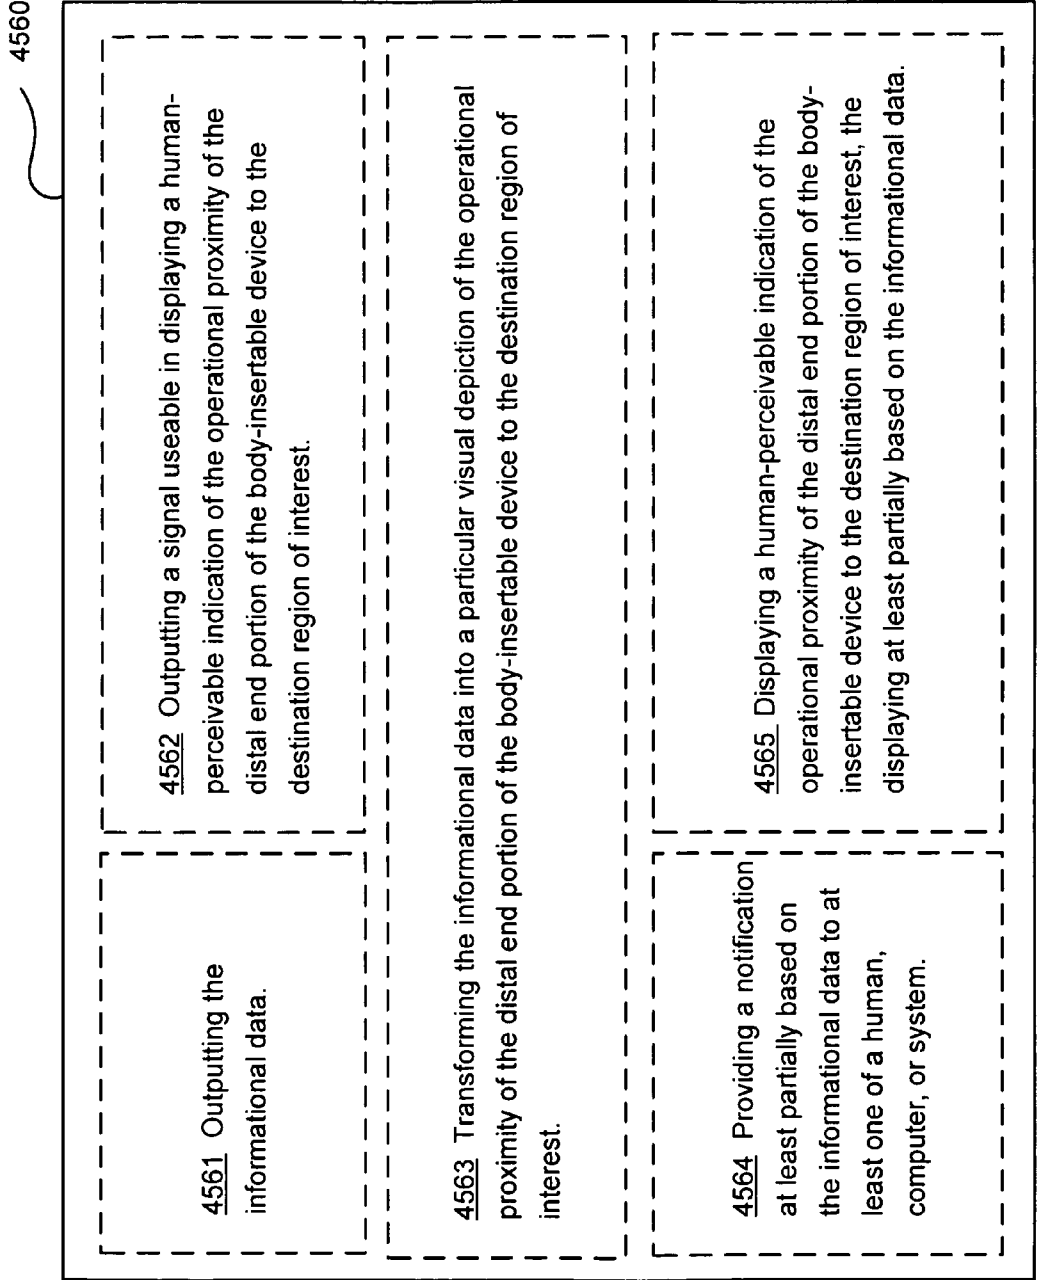 4560
4561 Outputting the
informational data.
4562 Outputting a signal useable in displaying a human-
perceivable indication of the operational proximity of the
distal end portion of the body-insertable device to the
destination region of interest.
4563 Transforming the informational data into a particular visual depiction of the operational
proximity of the distal end portion of the body-insertable device to the destination region of
interest.
4564 Providing a notification
at least partially based on
the informational data to at
least one of a human,
computer, or system.
4565 Displaying a human-perceivable indication of the
operational proximity of the distal end portion of the body-
insertable device to the destination region of interest, the
displaying at least partially based on the informational data.